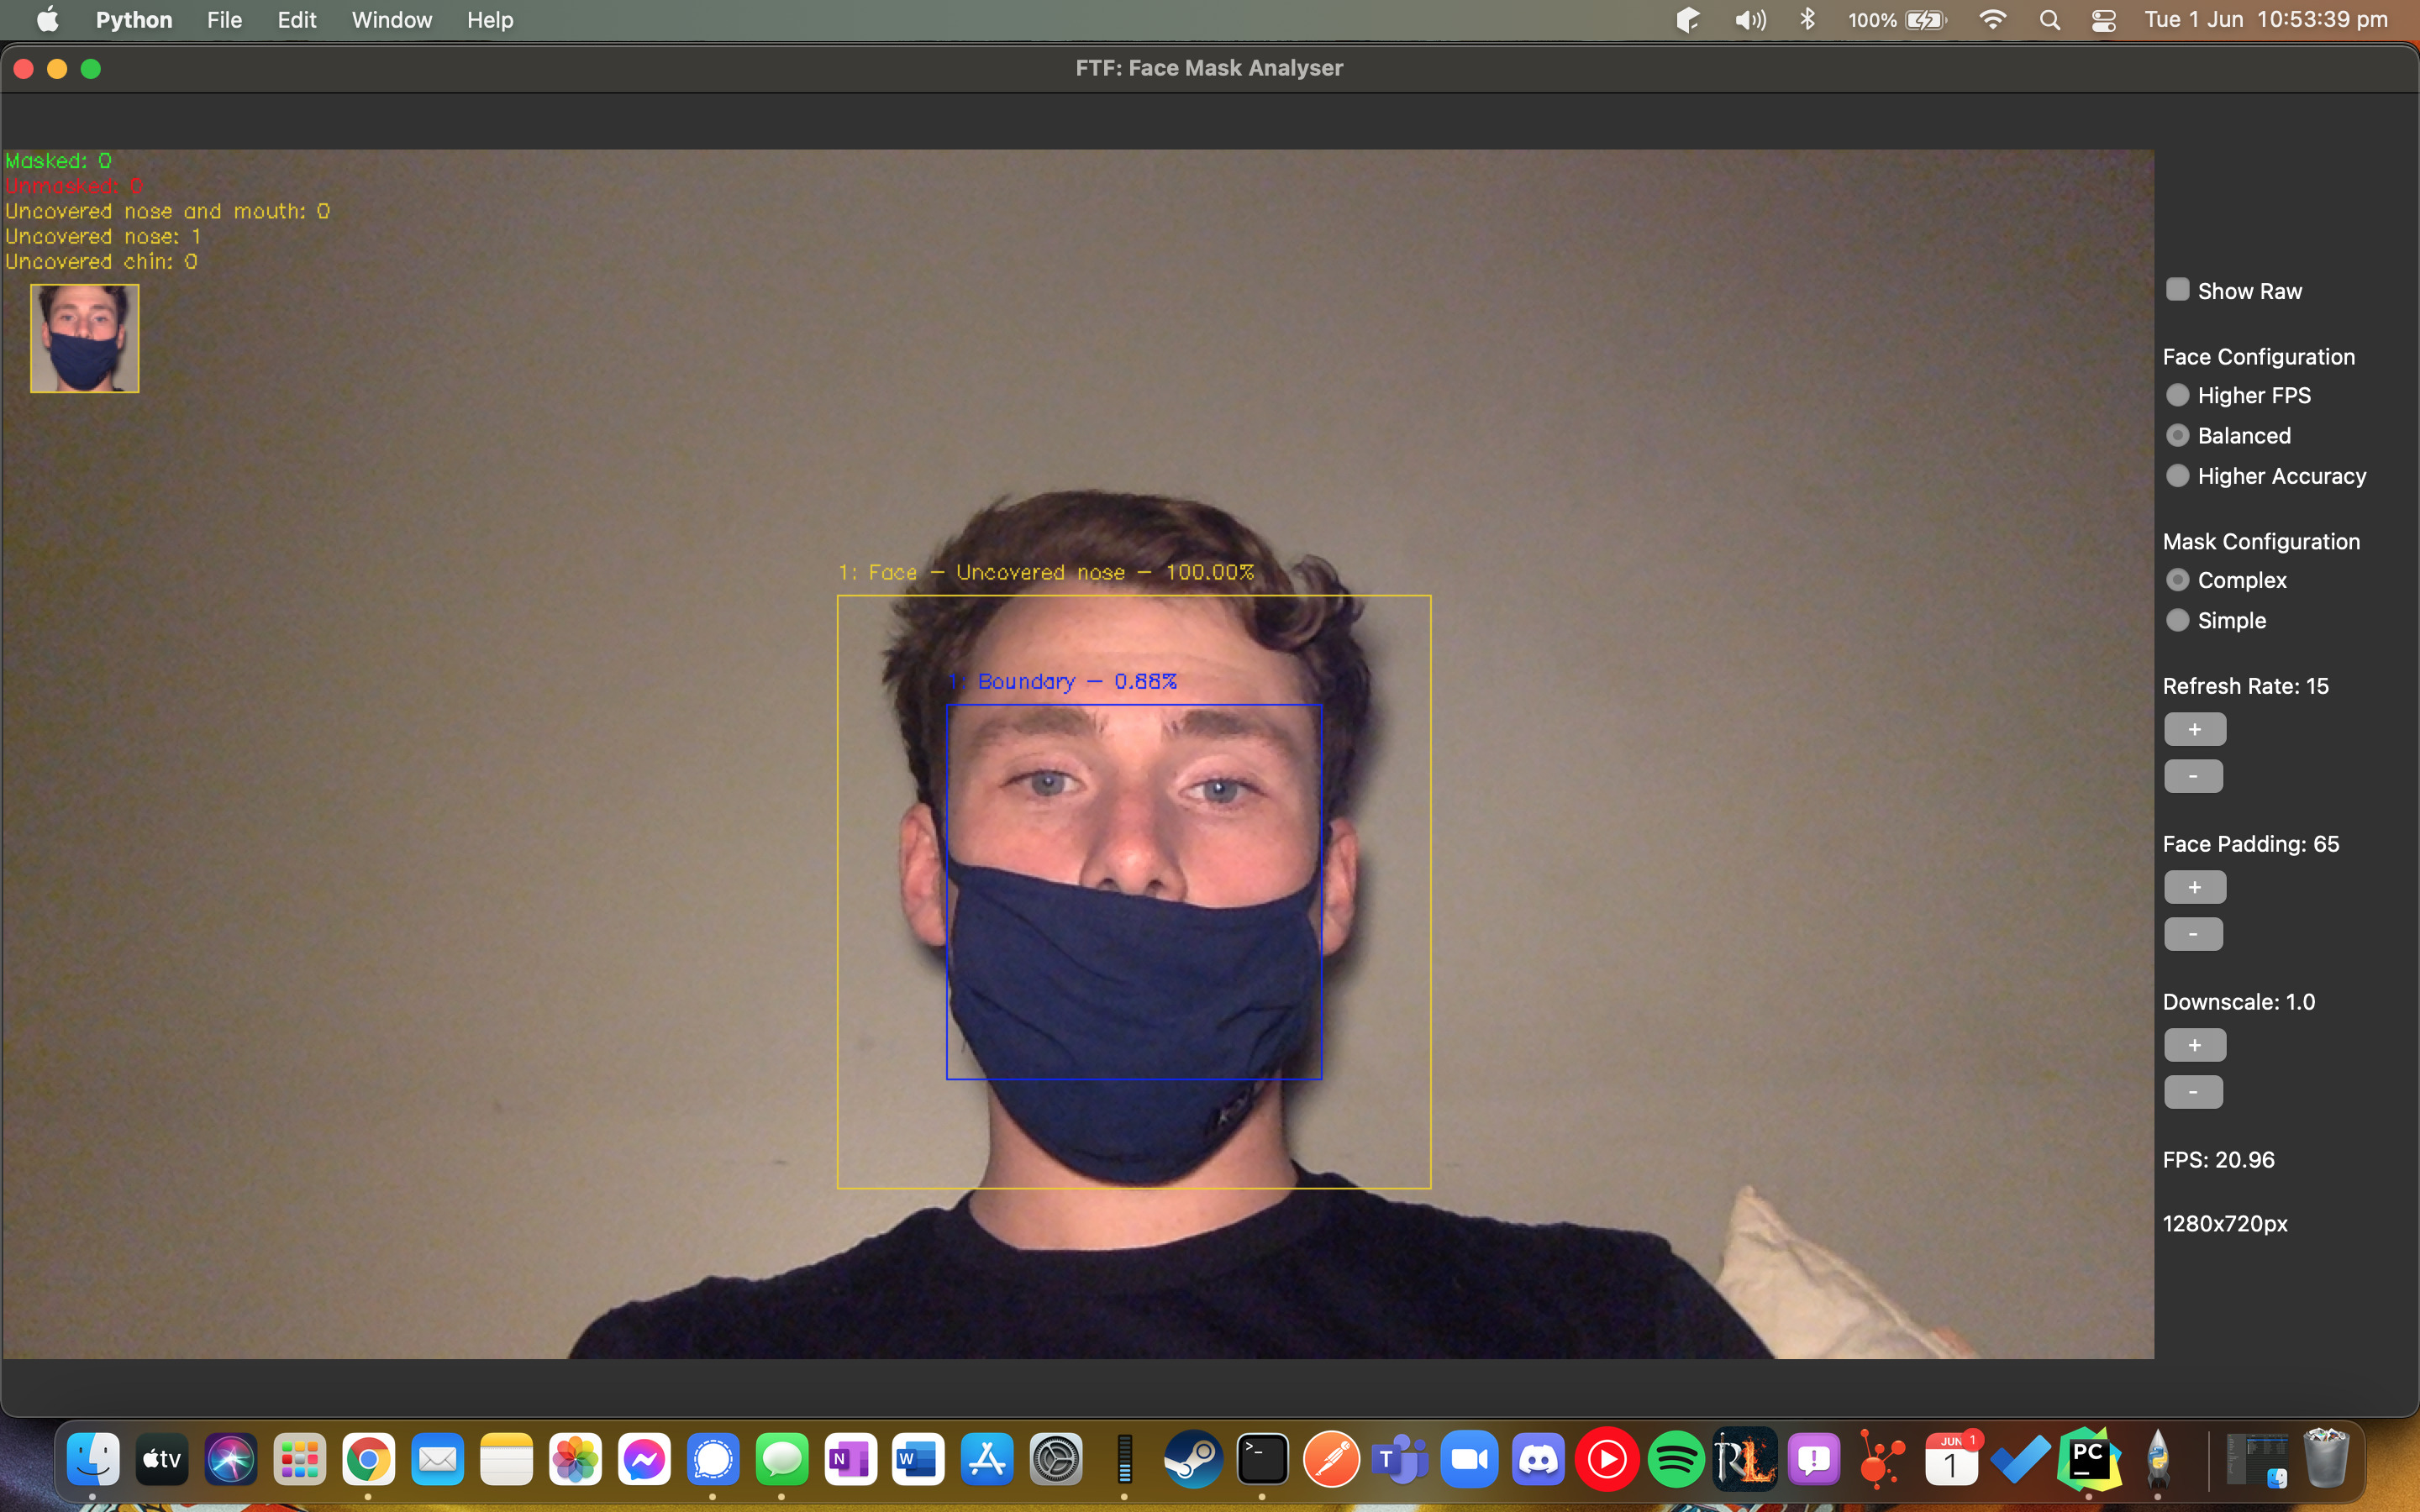 Python File Edit Window Help 100% Tue 1 Jun 10:53:39 pm
FTF: Face Mask Analyser
Masked: 0
Unmasked: 0
Uncovered nose and mouth: 0
Uncovered nose: 1
Uncovered chin: 0
1: Face - Uncovered nose - 100.00%
1: Boundary - 0.88%
Show Raw
Face Configuration
Higher FPS
Balanced
Higher Accuracy
Mask Configuration
Complex
Simple
Refresh Rate: 15
+
-
Face Padding: 65
+
-
Downscale: 1.0
+
-
FPS: 20.96
1280x720px
tv
N
W
>_
T
RL
!
JUN 1
1
PC